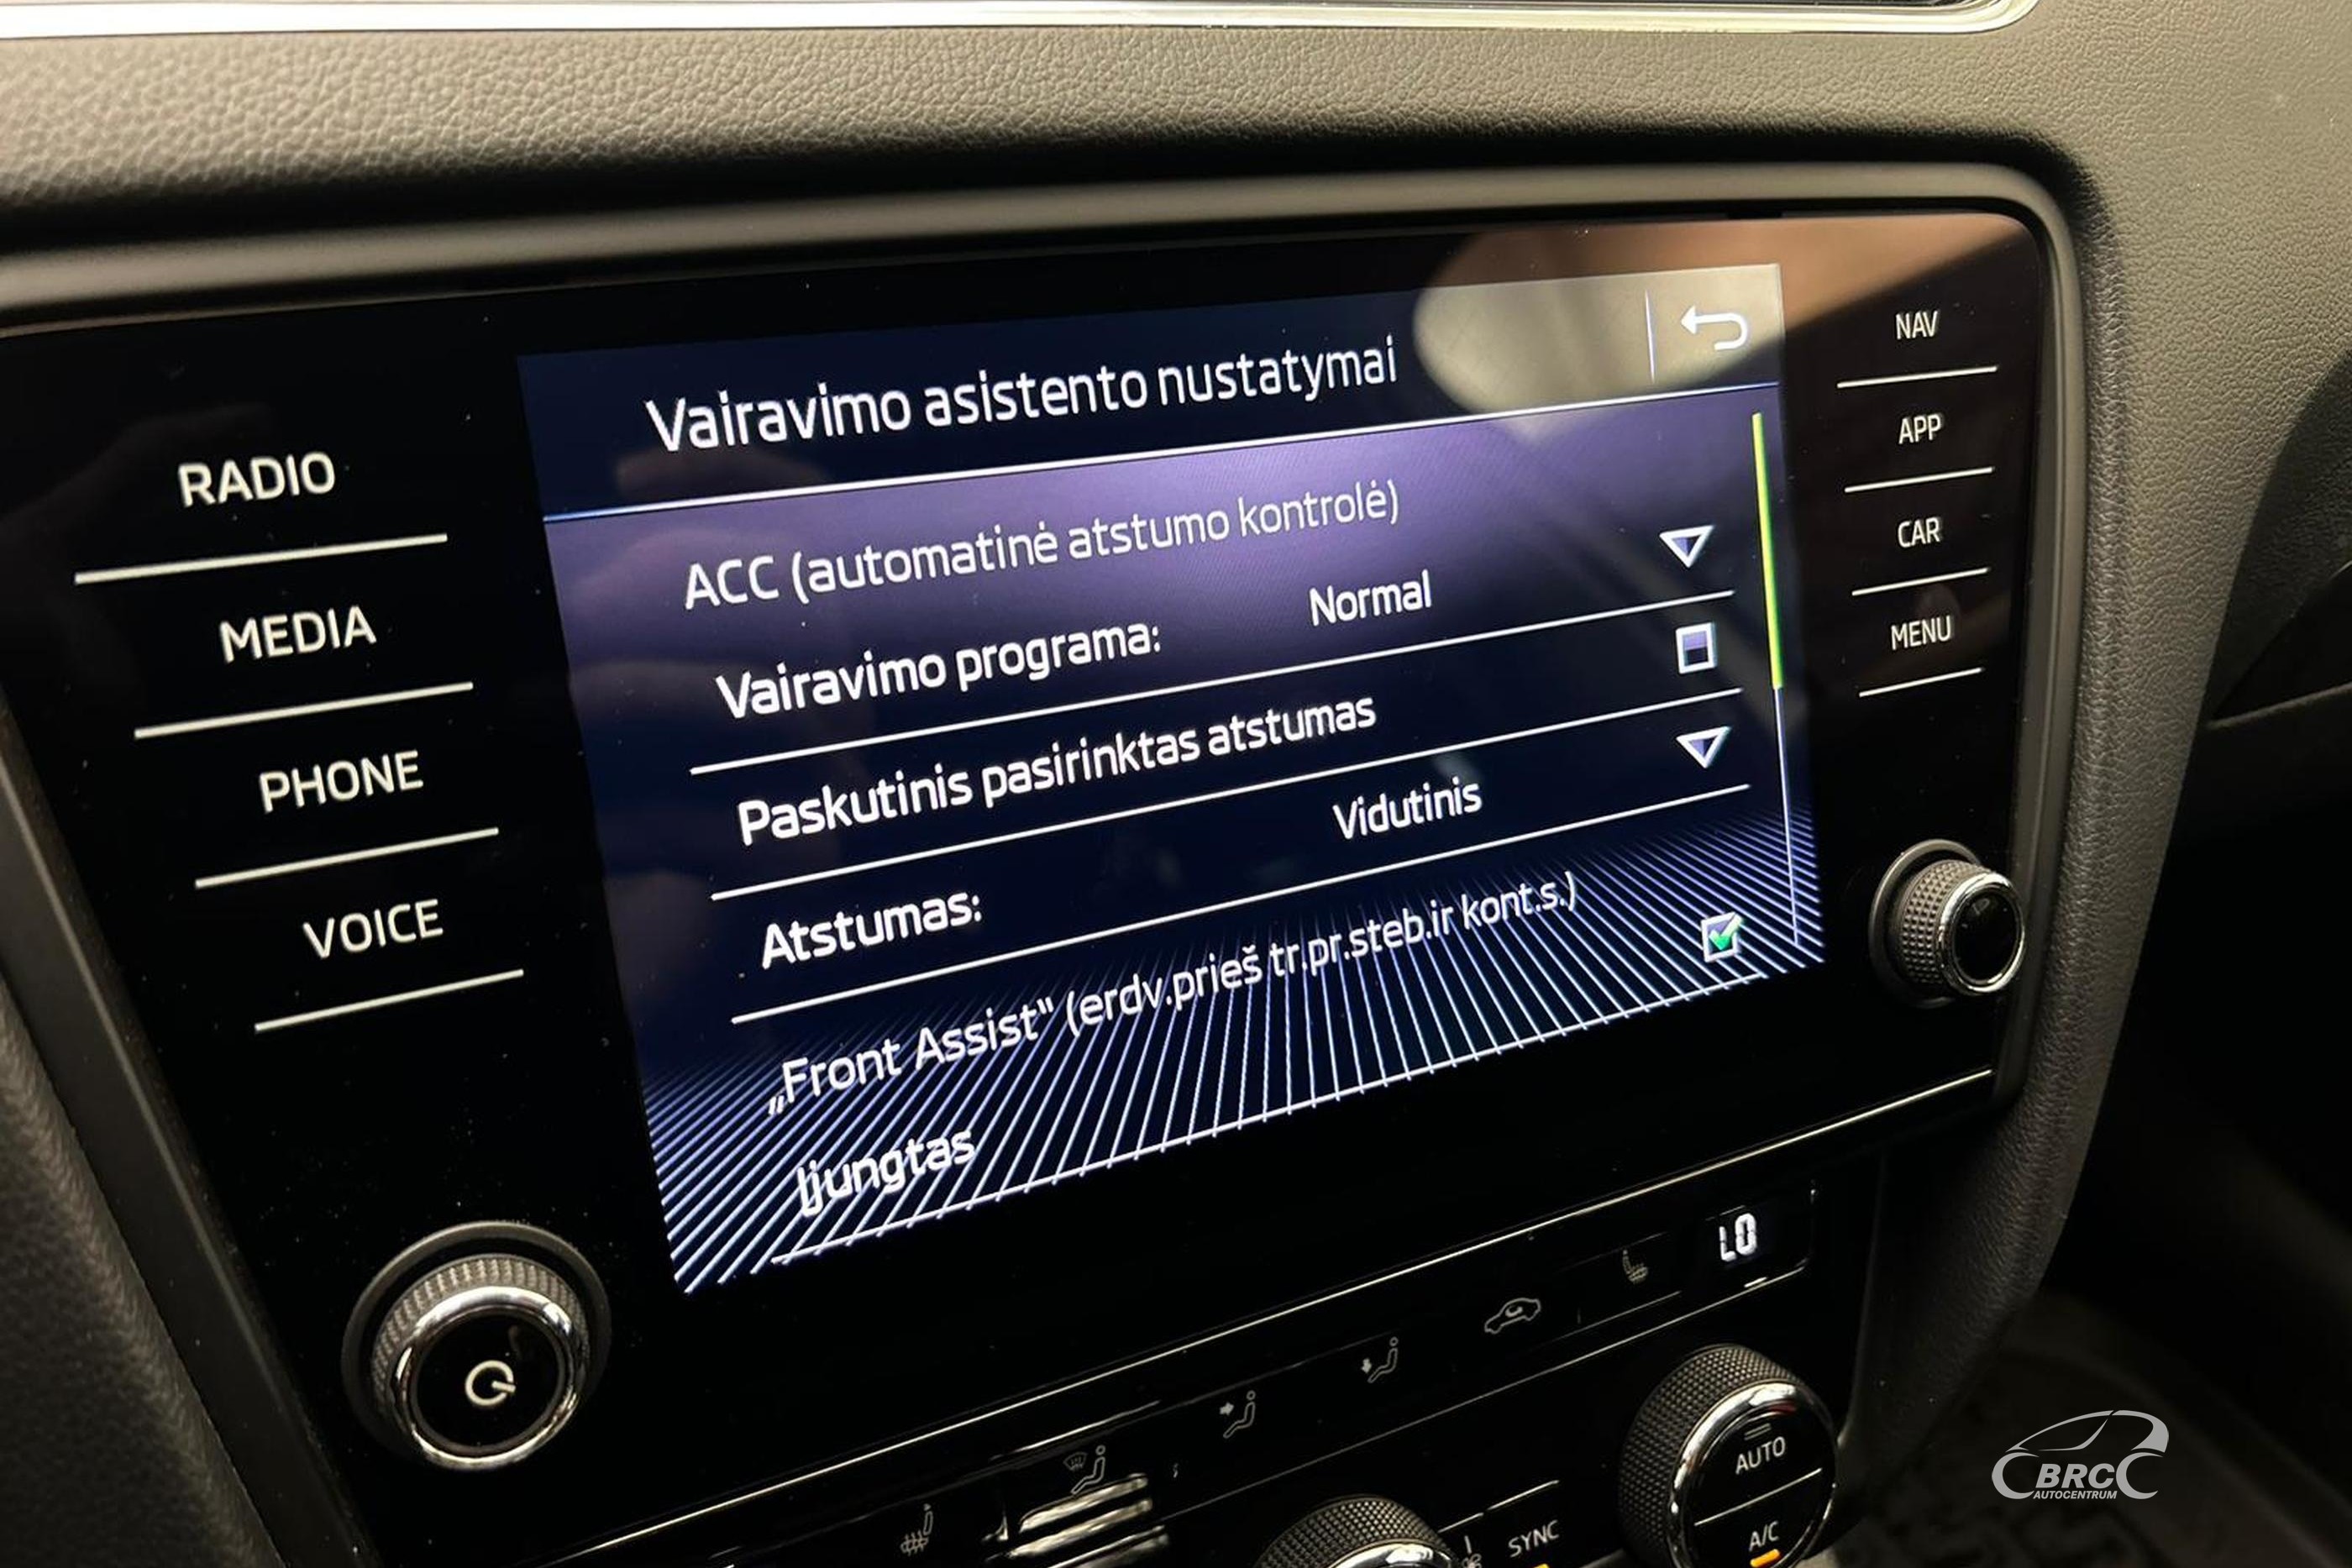 Vairavimo asistento nustatymai
ACC (automatinė atstumo kontrolė)
Vairavimo programa: Normal
Paskutinis pasirinktas atstumas
Atstumas: Vidutinis
„Front Assist“ (erdv.prieš tr.pr.steb.ir kont.s.)
Įjungtas
RADIO
MEDIA
PHONE
VOICE
NAV
APP
CAR
MENU
LO
AUTO
SYNC
A/C
BRC
AUTOCENTRUM